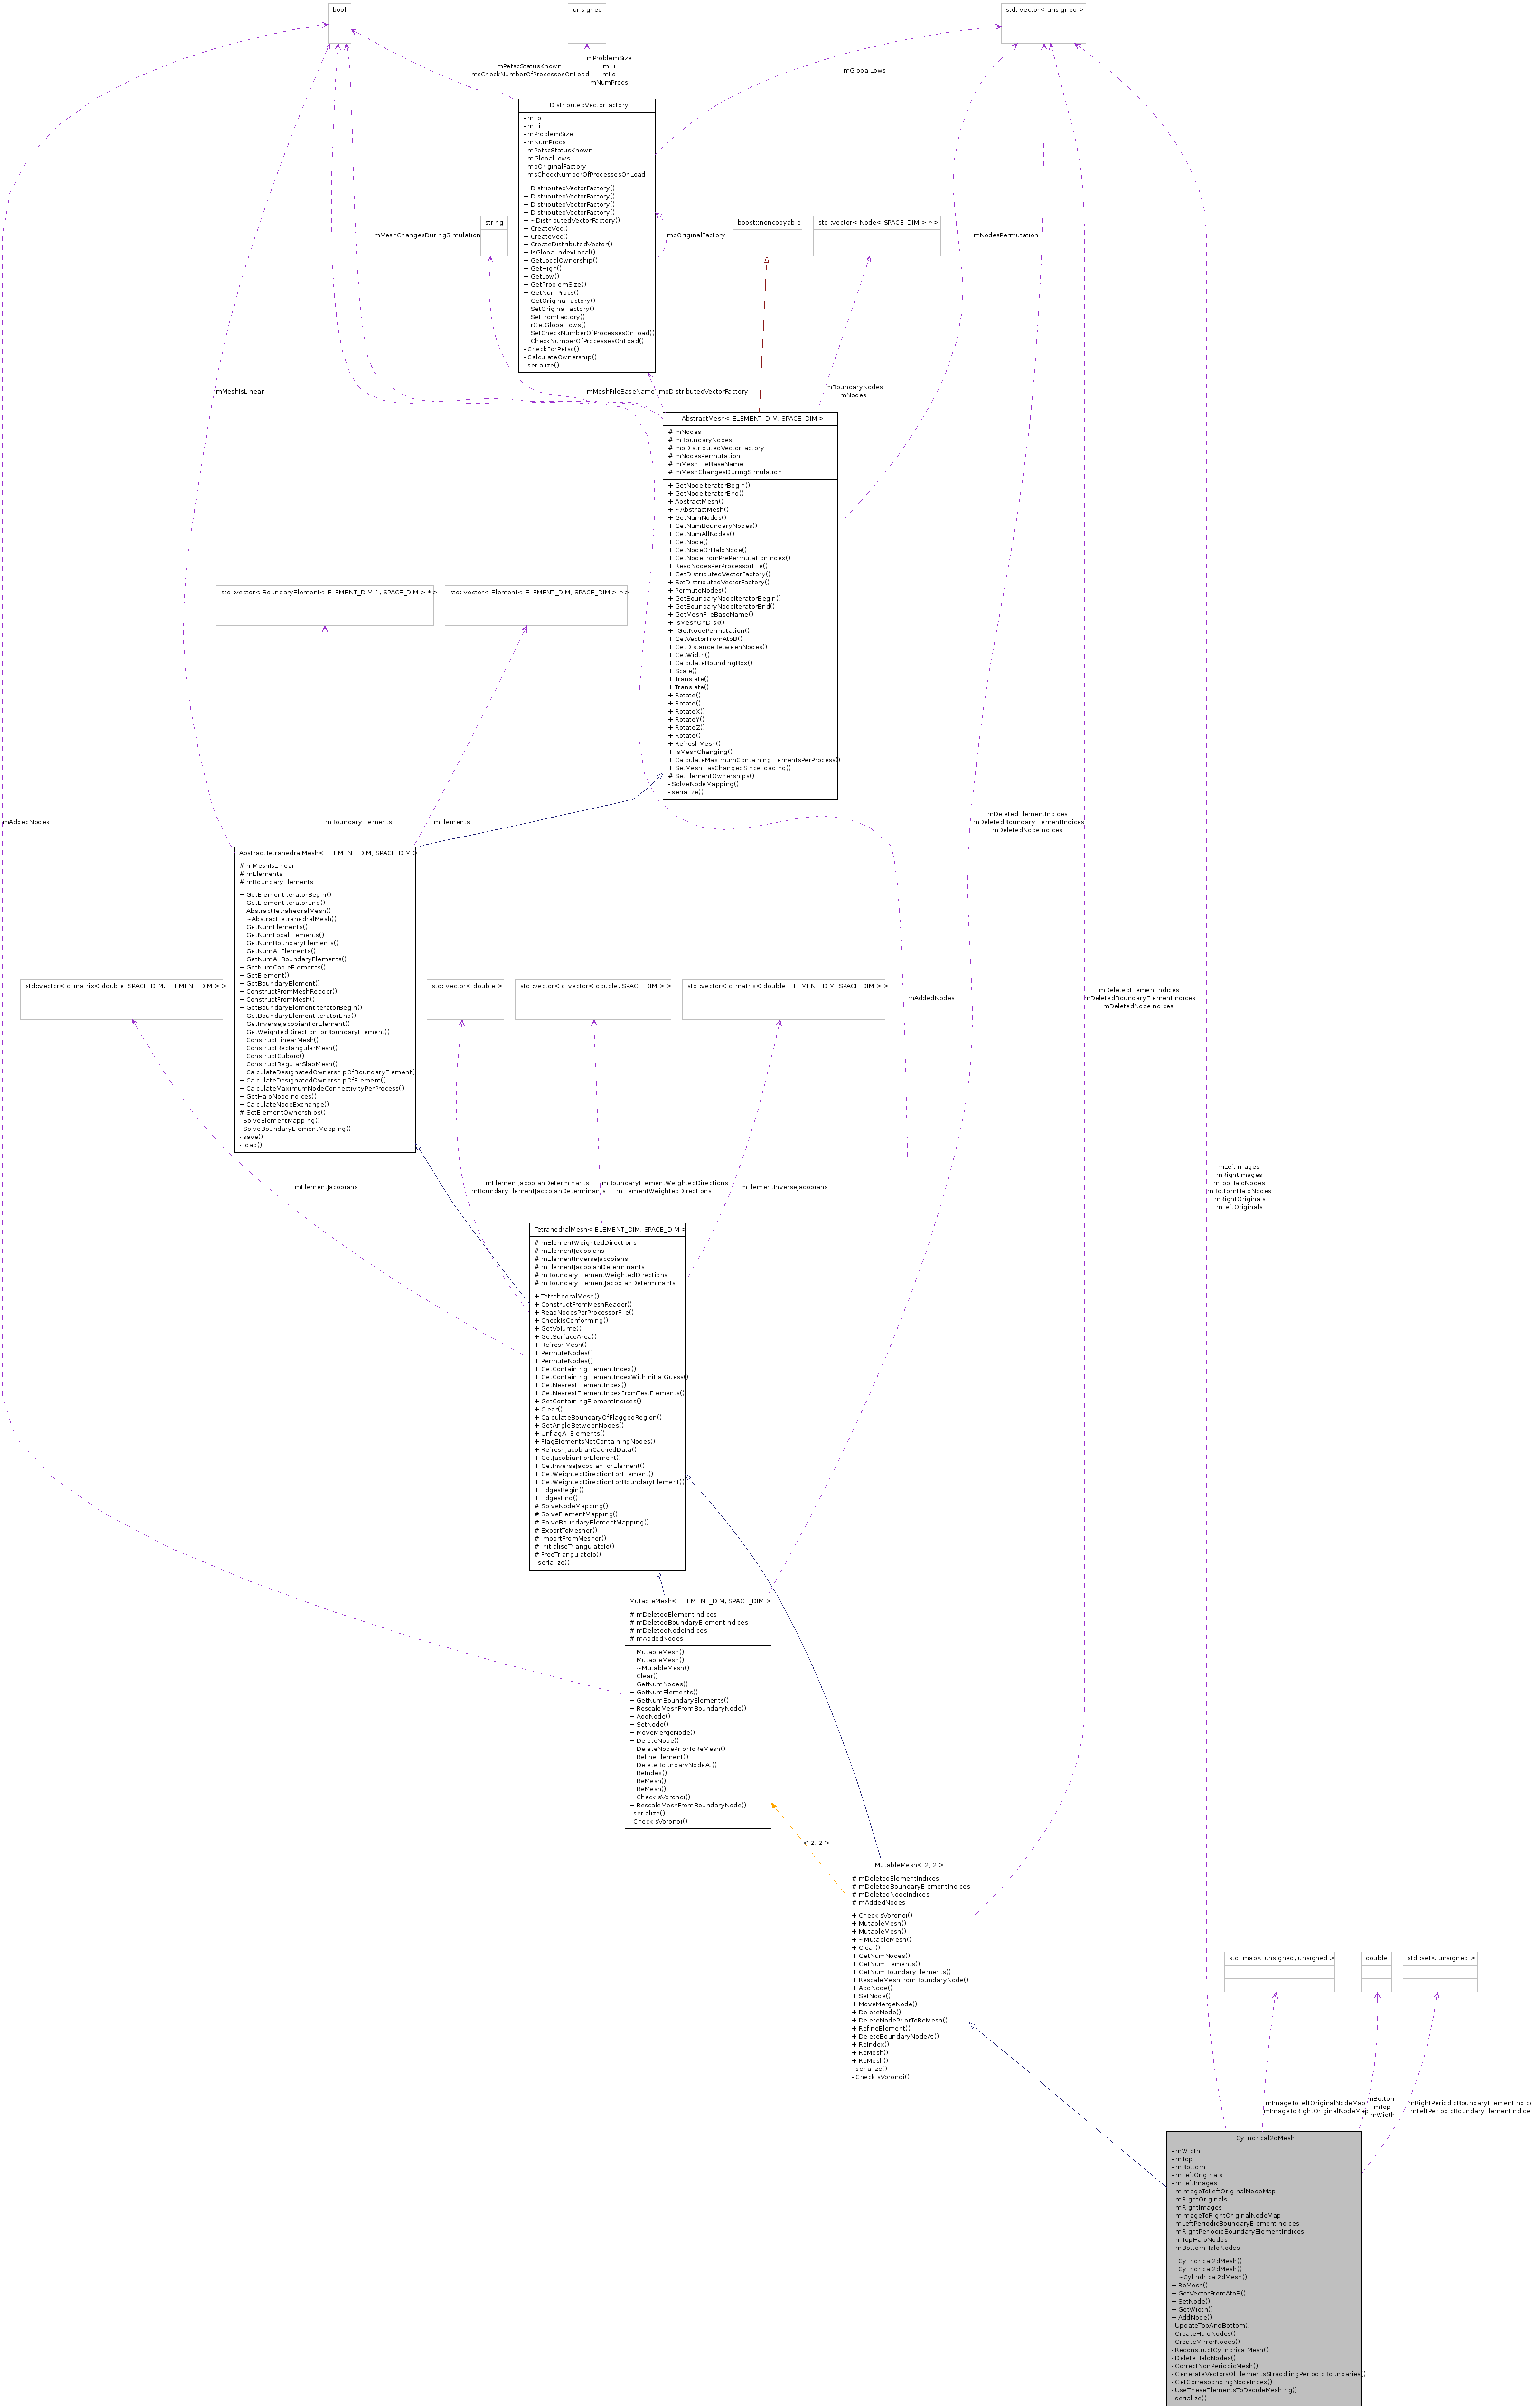 bool
unsigned
std::vector< unsigned >
mPetscStatusKnown
msCheckNumberOfProcessesOnLoad
mProblemSize
mHi
mLo
mNumProcs
mGlobalLows
DistributedVectorFactory
- mLo
- mHi
- mProblemSize
- mNumProcs
- mPetscStatusKnown
- mGlobalLows
- mpOriginalFactory
- msCheckNumberOfProcessesOnLoad
+ DistributedVectorFactory()
+ DistributedVectorFactory()
+ DistributedVectorFactory()
+ DistributedVectorFactory()
+ ~DistributedVectorFactory()
+ CreateVec()
+ CreateVec()
+ CreateDistributedVector()
+ IsGlobalIndexLocal()
+ GetLocalOwnership()
+ GetHigh()
+ GetLow()
+ GetProblemSize()
+ GetNumProcs()
+ GetOriginalFactory()
+ SetOriginalFactory()
+ SetFromFactory()
+ rGetGlobalLows()
+ SetCheckNumberOfProcessesOnLoad()
+ CheckNumberOfProcessesOnLoad()
- CheckForPetsc()
- CalculateOwnership()
- serialize()
string
boost::noncopyable
std::vector< Node< SPACE_DIM > * >
mMeshChangesDuringSimulation
mpOriginalFactory
mNodesPermutation
mMeshIsLinear
mMeshFileBaseName
mpDistributedVectorFactory
mBoundaryNodes
mNodes
AbstractMesh< ELEMENT_DIM, SPACE_DIM >
# mNodes
# mBoundaryNodes
# mpDistributedVectorFactory
# mNodesPermutation
# mMeshFileBaseName
# mMeshChangesDuringSimulation
+ GetNodeIteratorBegin()
+ GetNodeIteratorEnd()
+ AbstractMesh()
+ ~AbstractMesh()
+ GetNumNodes()
+ GetNumBoundaryNodes()
+ GetNumAllNodes()
+ GetNode()
+ GetNodeOrHaloNode()
+ GetNodeFromPrePermutationIndex()
+ ReadNodesPerProcessorFile()
+ GetDistributedVectorFactory()
+ SetDistributedVectorFactory()
+ PermuteNodes()
+ GetBoundaryNodeIteratorBegin()
+ GetBoundaryNodeIteratorEnd()
+ GetMeshFileBaseName()
+ IsMeshOnDisk()
+ rGetNodePermutation()
+ GetVectorFromAtoB()
+ GetDistanceBetweenNodes()
+ GetWidth()
+ CalculateBoundingBox()
+ Scale()
+ Translate()
+ Translate()
+ Rotate()
+ Rotate()
+ RotateX()
+ RotateY()
+ RotateZ()
+ Rotate()
+ RefreshMesh()
+ IsMeshChanging()
+ CalculateMaximumContainingElementsPerProcess()
+ SetMeshHasChangedSinceLoading()
# SetElementOwnerships()
- SolveNodeMapping()
- serialize()
std::vector< BoundaryElement< ELEMENT_DIM-1, SPACE_DIM > * >
std::vector< Element< ELEMENT_DIM, SPACE_DIM > * >
mAddedNodes
mBoundaryElements
mElements
mDeletedElementIndices
mDeletedBoundaryElementIndices
mDeletedNodeIndices
AbstractTetrahedralMesh< ELEMENT_DIM, SPACE_DIM >
# mMeshIsLinear
# mElements
# mBoundaryElements
+ GetElementIteratorBegin()
+ GetElementIteratorEnd()
+ AbstractTetrahedralMesh()
+ ~AbstractTetrahedralMesh()
+ GetNumElements()
+ GetNumLocalElements()
+ GetNumBoundaryElements()
+ GetNumAllElements()
+ GetNumAllBoundaryElements()
+ GetNumCableElements()
+ GetElement()
+ GetBoundaryElement()
+ ConstructFromMeshReader()
+ ConstructFromMesh()
+ GetBoundaryElementIteratorBegin()
+ GetBoundaryElementIteratorEnd()
+ GetInverseJacobianForElement()
+ GetWeightedDirectionForBoundaryElement()
+ ConstructLinearMesh()
+ ConstructRectangularMesh()
+ ConstructCuboid()
+ ConstructRegularSlabMesh()
+ CalculateDesignatedOwnershipOfBoundaryElement()
+ CalculateDesignatedOwnershipOfElement()
+ CalculateMaximumNodeConnectivityPerProcess()
+ GetHaloNodeIndices()
+ CalculateNodeExchange()
# SetElementOwnerships()
- SolveElementMapping()
- SolveBoundaryElementMapping()
- save()
- load()
std::vector< c_matrix< double, SPACE_DIM, ELEMENT_DIM > >
std::vector< double >
std::vector< c_vector< double, SPACE_DIM > >
std::vector< c_matrix< double, ELEMENT_DIM, SPACE_DIM > >
mAddedNodes
mDeletedElementIndices
mDeletedBoundaryElementIndices
mDeletedNodeIndices
mElementJacobians
mElementJacobianDeterminants
mBoundaryElementJacobianDeterminants
mBoundaryElementWeightedDirections
mElementWeightedDirections
mElementInverseJacobians
mLeftImages
mRightImages
mTopHaloNodes
mBottomHaloNodes
mRightOriginals
mLeftOriginals
TetrahedralMesh< ELEMENT_DIM, SPACE_DIM >
# mElementWeightedDirections
# mElementJacobians
# mElementInverseJacobians
# mElementJacobianDeterminants
# mBoundaryElementWeightedDirections
# mBoundaryElementJacobianDeterminants
+ TetrahedralMesh()
+ ConstructFromMeshReader()
+ ReadNodesPerProcessorFile()
+ CheckIsConforming()
+ GetVolume()
+ GetSurfaceArea()
+ RefreshMesh()
+ PermuteNodes()
+ PermuteNodes()
+ GetContainingElementIndex()
+ GetContainingElementIndexWithInitialGuess()
+ GetNearestElementIndex()
+ GetNearestElementIndexFromTestElements()
+ GetContainingElementIndices()
+ Clear()
+ CalculateBoundaryOfFlaggedRegion()
+ GetAngleBetweenNodes()
+ UnflagAllElements()
+ FlagElementsNotContainingNodes()
+ RefreshJacobianCachedData()
+ GetJacobianForElement()
+ GetInverseJacobianForElement()
+ GetWeightedDirectionForElement()
+ GetWeightedDirectionForBoundaryElement()
+ EdgesBegin()
+ EdgesEnd()
# SolveNodeMapping()
# SolveElementMapping()
# SolveBoundaryElementMapping()
# ExportToMesher()
# ImportFromMesher()
# InitialiseTriangulateIo()
# FreeTriangulateIo()
- serialize()
MutableMesh< ELEMENT_DIM, SPACE_DIM >
# mDeletedElementIndices
# mDeletedBoundaryElementIndices
# mDeletedNodeIndices
# mAddedNodes
+ MutableMesh()
+ MutableMesh()
+ ~MutableMesh()
+ Clear()
+ GetNumNodes()
+ GetNumElements()
+ GetNumBoundaryElements()
+ RescaleMeshFromBoundaryNode()
+ AddNode()
+ SetNode()
+ MoveMergeNode()
+ DeleteNode()
+ DeleteNodePriorToReMesh()
+ RefineElement()
+ DeleteBoundaryNodeAt()
+ ReIndex()
+ ReMesh()
+ ReMesh()
+ CheckIsVoronoi()
+ RescaleMeshFromBoundaryNode()
- serialize()
- CheckIsVoronoi()
< 2, 2 >
MutableMesh< 2, 2 >
# mDeletedElementIndices
# mDeletedBoundaryElementIndices
# mDeletedNodeIndices
# mAddedNodes
+ CheckIsVoronoi()
+ MutableMesh()
+ MutableMesh()
+ ~MutableMesh()
+ Clear()
+ GetNumNodes()
+ GetNumElements()
+ GetNumBoundaryElements()
+ RescaleMeshFromBoundaryNode()
+ AddNode()
+ SetNode()
+ MoveMergeNode()
+ DeleteNode()
+ DeleteNodePriorToReMesh()
+ RefineElement()
+ DeleteBoundaryNodeAt()
+ ReIndex()
+ ReMesh()
+ ReMesh()
- serialize()
- CheckIsVoronoi()
std::map< unsigned, unsigned >
double
std::set< unsigned >
mImageToLeftOriginalNodeMap
mImageToRightOriginalNodeMap
mBottom
mTop
mWidth
mRightPeriodicBoundaryElementIndice
mLeftPeriodicBoundaryElementIndice
Cylindrical2dMesh
- mWidth
- mTop
- mBottom
- mLeftOriginals
- mLeftImages
- mImageToLeftOriginalNodeMap
- mRightOriginals
- mRightImages
- mImageToRightOriginalNodeMap
- mLeftPeriodicBoundaryElementIndices
- mRightPeriodicBoundaryElementIndices
- mTopHaloNodes
- mBottomHaloNodes
+ Cylindrical2dMesh()
+ Cylindrical2dMesh()
+ ~Cylindrical2dMesh()
+ ReMesh()
+ GetVectorFromAtoB()
+ SetNode()
+ GetWidth()
+ AddNode()
- UpdateTopAndBottom()
- CreateHaloNodes()
- CreateMirrorNodes()
- ReconstructCylindricalMesh()
- DeleteHaloNodes()
- CorrectNonPeriodicMesh()
- GenerateVectorsOfElementsStraddlingPeriodicBoundaries()
- GetCorrespondingNodeIndex()
- UseTheseElementsToDecideMeshing()
- serialize()